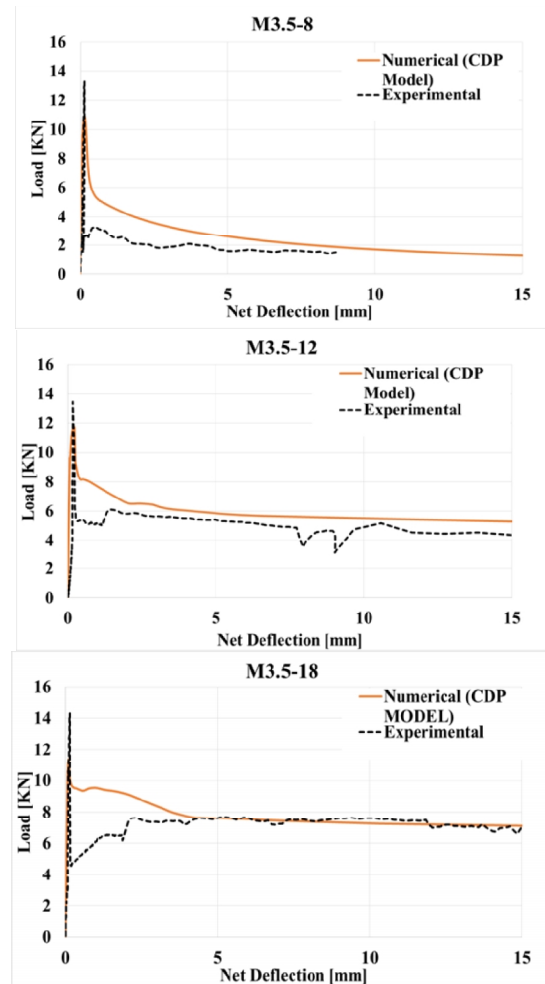 M3.5-8
16
14
12
10
8
6
4
2
0
Load [KN]
Numerical (CDP
Model)
Experimental
0 5 10 15
Net Deflection [mm]
M3.5-12
16
14
12
10
8
6
4
2
0
Load [KN]
Numerical (CDP
Model)
Experimental
0 5 10 15
Net Deflection [mm]
M3.5-18
16
14
12
10
8
6
4
2
0
Load [KN]
Numerical (CDP
MODEL)
Experimental
0 5 10 15
Net Deflection [mm]